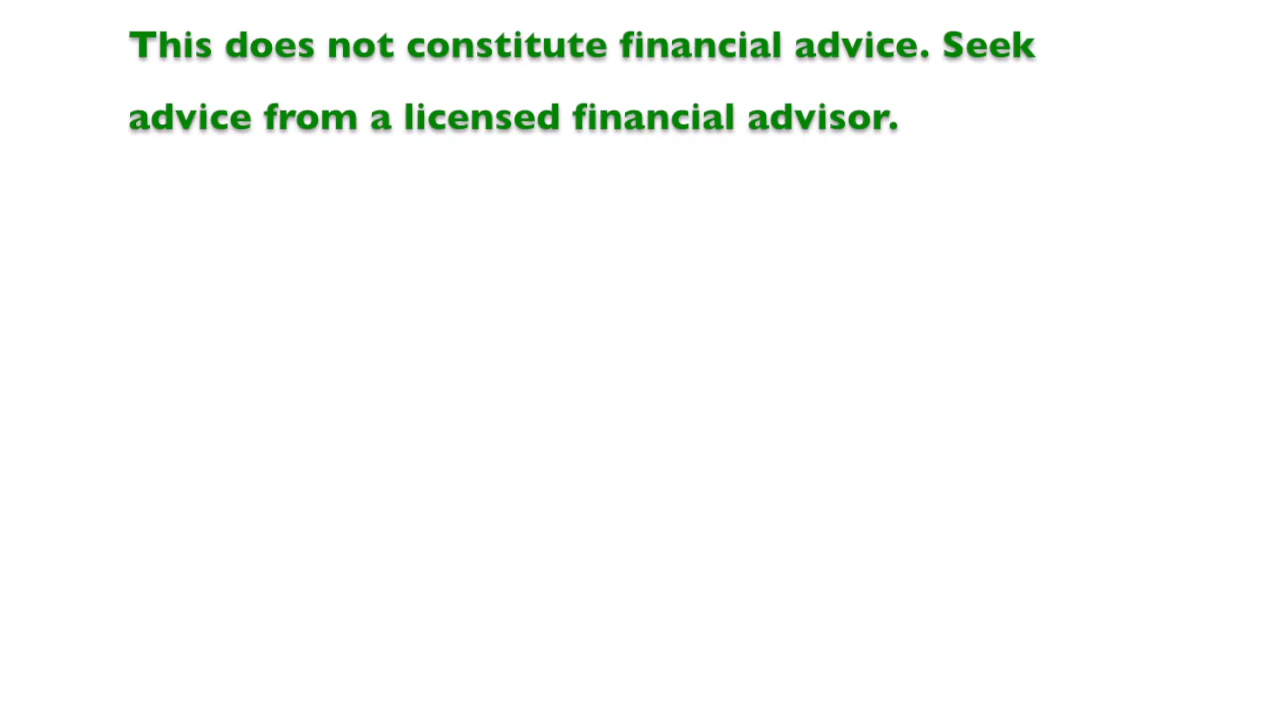 This does not constitute financial advice. Seek
advice from a licensed financial advisor.